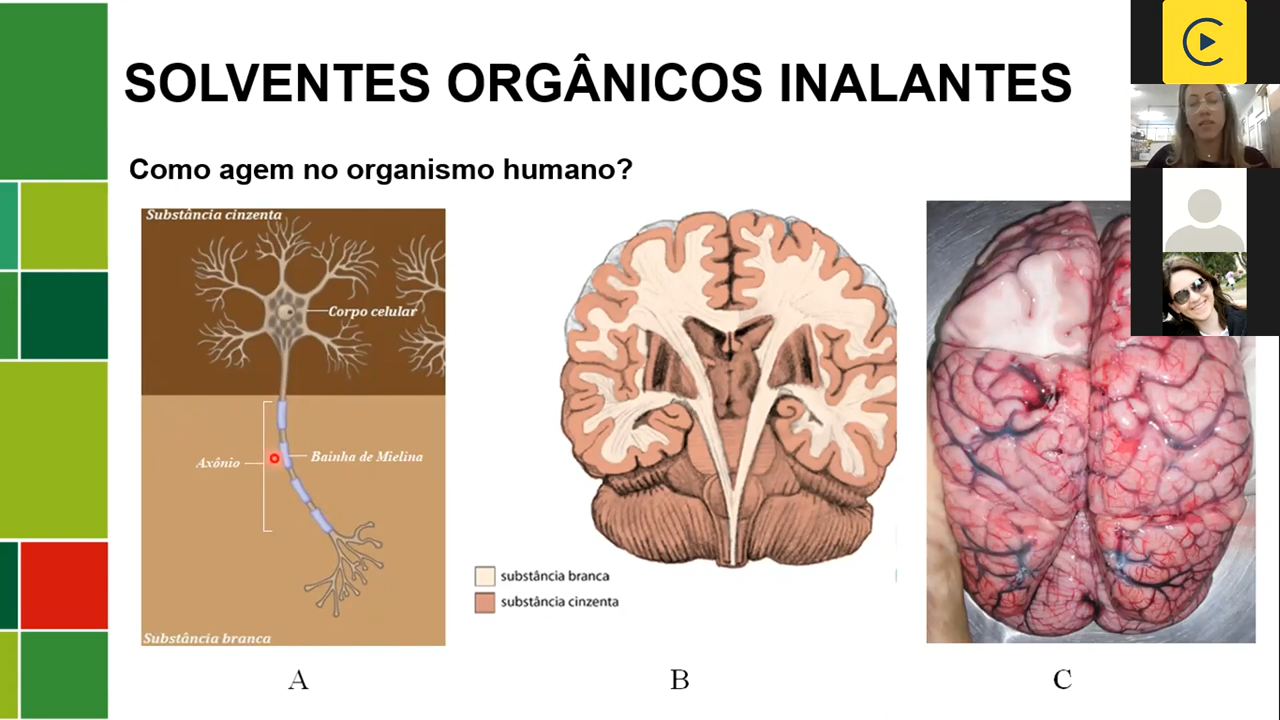 SOLVENTES ORGÂNICOS INALANTES
Como agem no organismo humano?
Substância cinzenta
Corpo celular
Axônio
Bainha de Mielina
Substância branca
substância branca
substância cinzenta
A
B
C